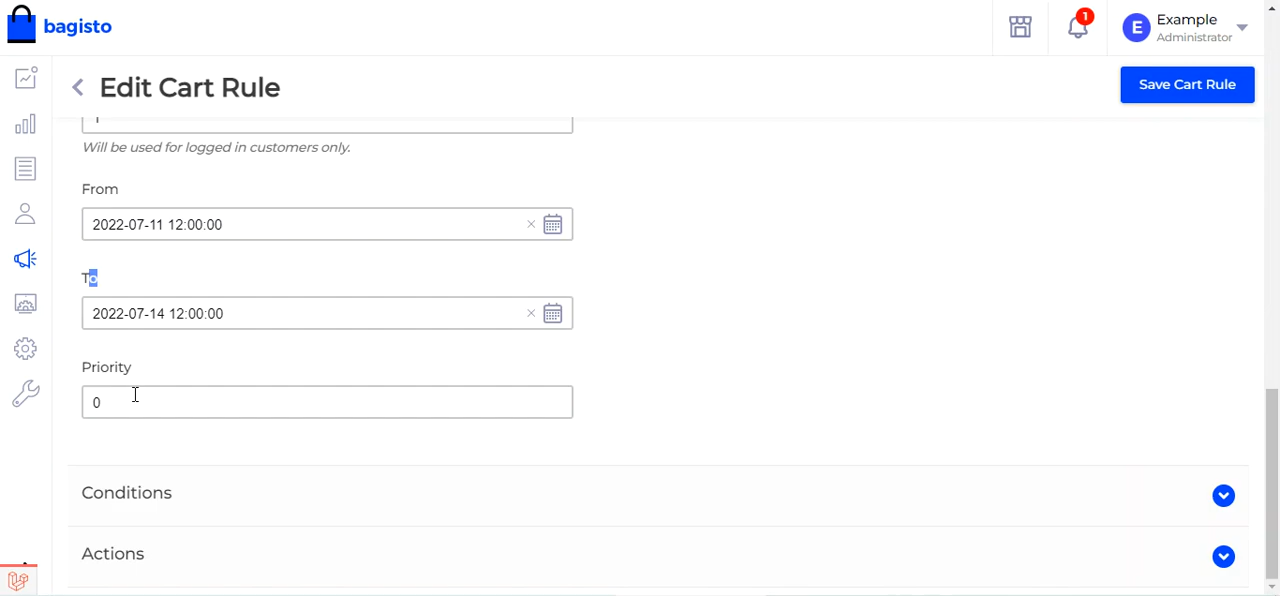 bagisto
1
E
Example
Administrator
Edit Cart Rule
Save Cart Rule
Will be used for logged in customers only.
From
2022-07-11 12:00:00
To
2022-07-14 12:00:00
Priority
0
Conditions
Actions